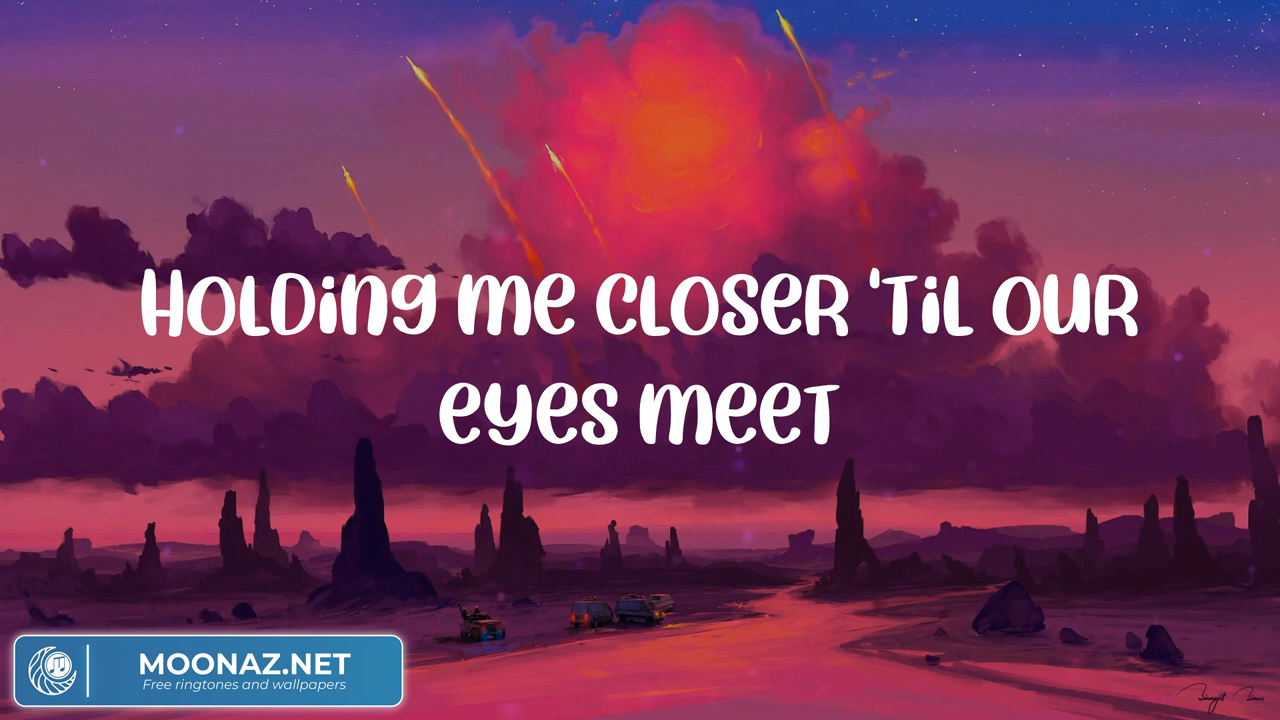 HOLDing me CLOSER 'TiL OUR
eyes meet
MOONAZ.NET
Free ringtones and wallpapers